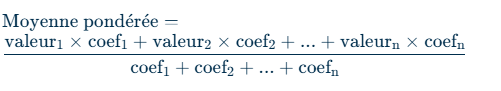 Moyenne pondérée =
valeur₁ × coef₁ + valeur₂ × coef₂ + ... + valeurₙ × coefₙ
coef₁ + coef₂ + ... + coefₙ